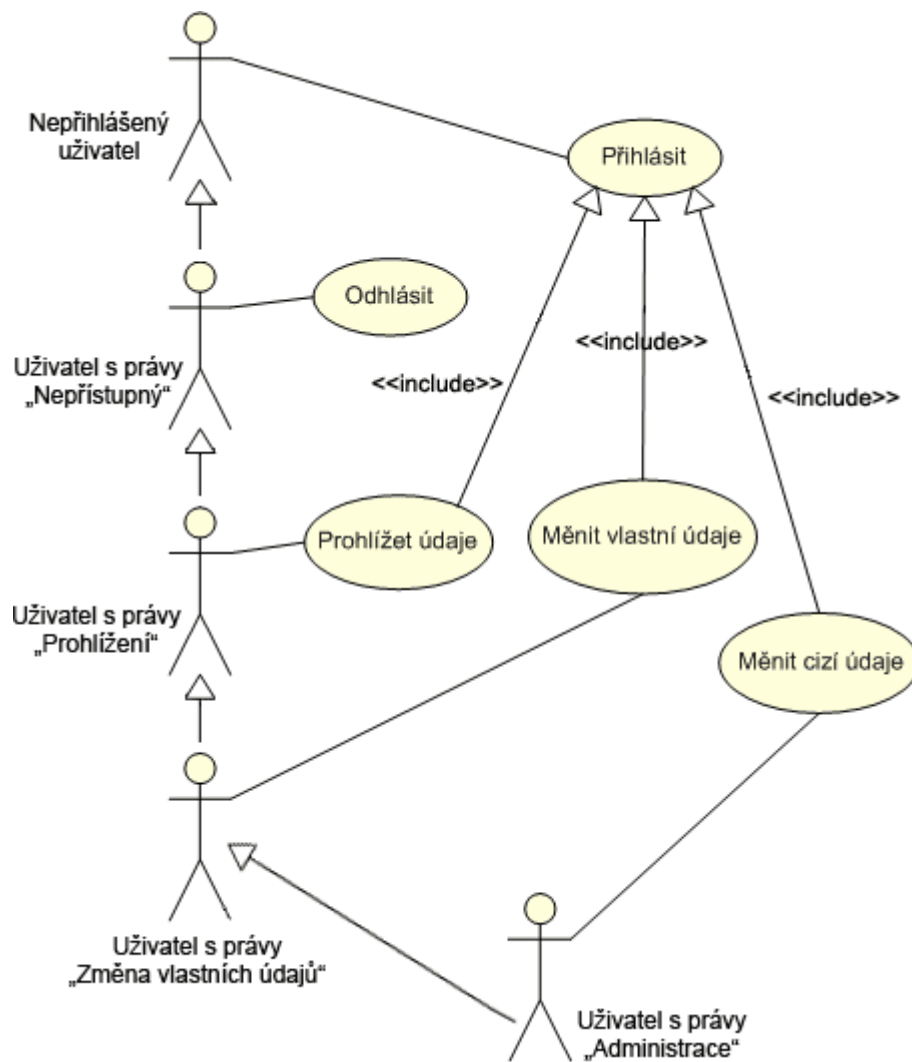 Nepřihlášený
uživatel
Přihlásit
Odhlásit
Uživatel s právy
„Nepřístupný“
<<include>>
<<include>>
<<include>>
Prohlížet údaje
Měnit vlastní údaje
Uživatel s právy
„Prohlížení“
Měnit cizí údaje
Uživatel s právy
„Změna vlastních údajů“
Uživatel s právy
„Administrace“